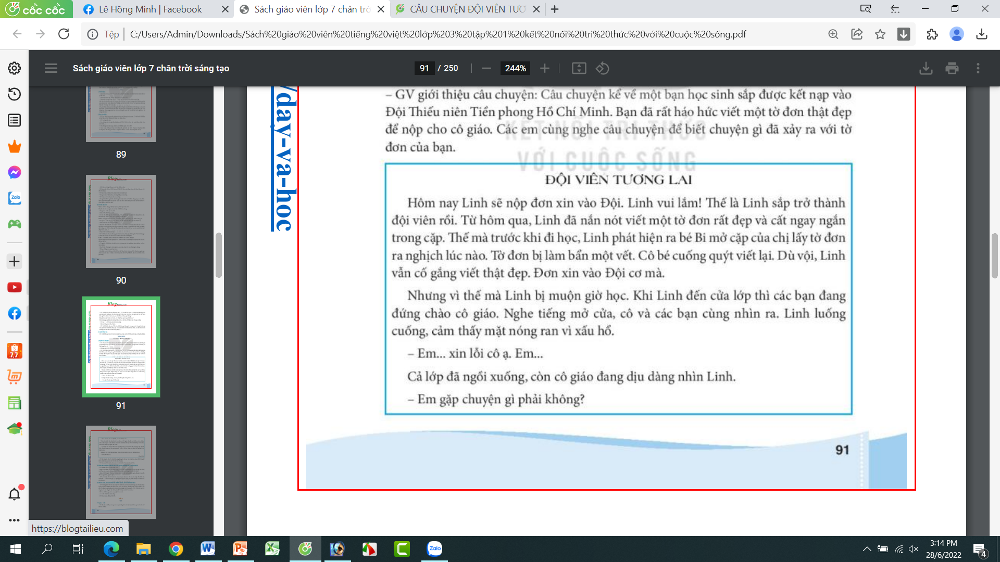 cốc cốc
Lê Hồng Minh | Facebook
Sách giáo viên lớp 7 chân trờ
CÂU CHUYỆN ĐỘI VIÊN TƯƠ
Tệp
C:/Users/Admin/Downloads/Sách%20giáo%20viên%20tiếng%20việt%20lớp%203%20tập%201%20kết%20nối%20tri%20thức%20với%20cuộc%20sống.pdf
Sách giáo viên lớp 7 chân trời sáng tạo
91 / 250
244%
89
90
91
/day-va-hoc
– GV giới thiệu câu chuyện: Câu chuyện kể về một bạn học sinh sắp được kết nạp vào
Đội Thiếu niên Tiền phong Hồ Chí Minh. Bạn đã rất háo hức viết một tờ đơn thật đẹp
để nộp cho cô giáo. Các em cùng nghe câu chuyện để biết chuyện gì đã xảy ra với tờ
đơn của bạn.
KẾT NỐI TRI THỨC
VỚI CUỘC SỐNG
ĐỘI VIÊN TƯƠNG LAI
Hôm nay Linh sẽ nộp đơn xin vào Đội. Linh vui lắm! Thế là Linh sắp trở thành
đội viên rồi. Từ hôm qua, Linh đã nắn nót viết một tờ đơn rất đẹp và cất ngay ngắn
trong cặp. Thế mà trước khi đi học, Linh phát hiện ra bé Bi mở cặp của chị lấy tờ đơn
ra nghịch lúc nào. Tờ đơn bị làm bẩn một vết. Cô bé cuống quýt viết lại. Dù vội, Linh
vẫn cố gắng viết thật đẹp. Đơn xin vào Đội cơ mà.
Nhưng vì thế mà Linh bị muộn giờ học. Khi Linh đến cửa lớp thì các bạn đang
đứng chào cô giáo. Nghe tiếng mở cửa, cô và các bạn cùng nhìn ra. Linh luống
cuống, cảm thấy mặt nóng ran vì xấu hổ.
– Em... xin lỗi cô ạ. Em...
Cả lớp đã ngồi xuống, còn cô giáo đang dịu dàng nhìn Linh.
– Em gặp chuyện gì phải không?
91
Zalo
7.7
https://blogtailieu.com
Zalo
3:14 PM
28/6/2022
4